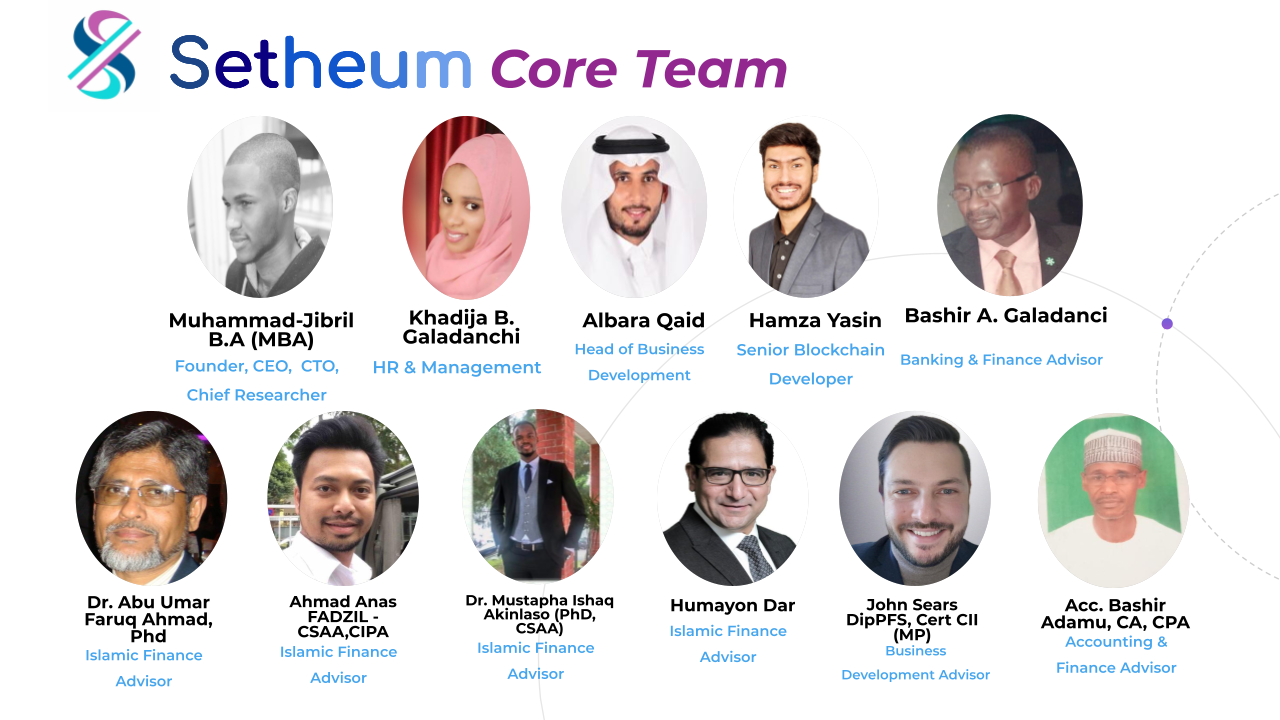 Setheum Core Team
Muhammad-Jibril
B.A (MBA)
Founder, CEO, CTO,
Chief Researcher
Khadija B.
Galadanchi
HR & Management
Albara Qaid
Head of Business
Development
Hamza Yasin
Senior Blockchain
Developer
Bashir A. Galadanci
Banking & Finance Advisor
Dr. Abu Umar
Faruq Ahmad,
Phd
Islamic Finance
Advisor
Ahmad Anas
FADZIL -
CSAA,CIPA
Islamic Finance
Advisor
Dr. Mustapha Ishaq
Akinlaso (PhD,
CSAA)
Islamic Finance
Advisor
Humayon Dar
Islamic Finance
Advisor
John Sears
DipPFS, Cert CII
(MP)
Business
Development Advisor
Acc. Bashir
Adamu, CA, CPA
Accounting &
Finance Advisor